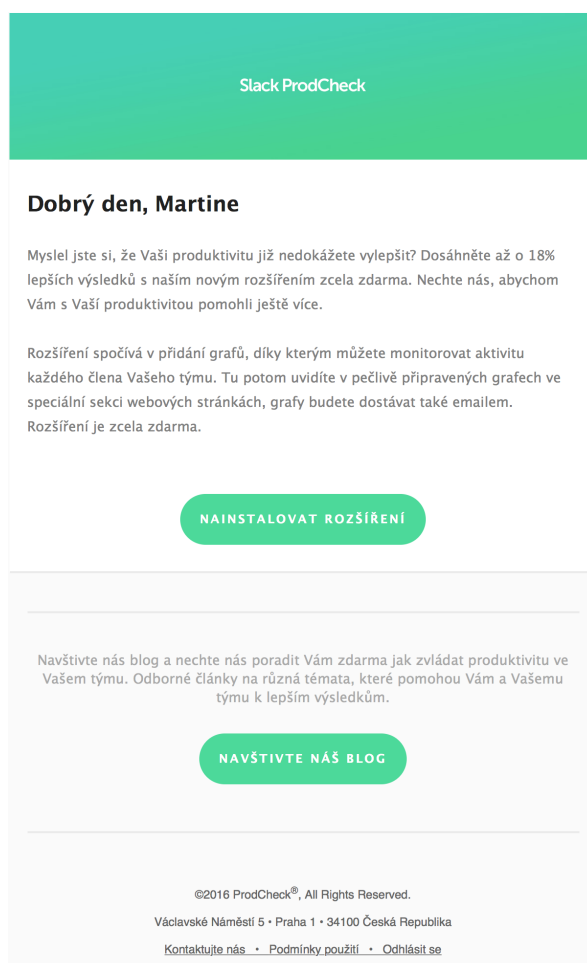 Slack ProdCheck
Dobrý den, Martine
Myslel jste si, že Vaši produktivitu již nedokážete vylepšit? Dosáhněte až o 18%
lepších výsledků s naším novým rozšířením zcela zdarma. Nechte nás, abychom
Vám s Vaší produktivitou pomohli ještě více.
Rozšíření spočívá v přidání grafů, díky kterým můžete monitorovat aktivitu
každého člena Vašeho týmu. Tu potom uvidíte v pečlivě připravených grafech ve
speciální sekci webových stránkách, grafy budete dostávat také emailem.
Rozšíření je zcela zdarma.
NAINSTALOVAT ROZŠÍŘENÍ
Navštivte nás blog a nechte nás poradit Vám zdarma jak zvládat produktivitu ve
Vašem týmu. Odborné články na různá témata, které pomohou Vám a Vašemu
týmu k lepším výsledkům.
NAVŠTIVTE NÁŠ BLOG
©2016 ProdCheck®, All Rights Reserved.
Václavské Náměstí 5 • Praha 1 • 34100 Česká Republika
Kontaktujte nás • Podmínky použití • Odhlásit se